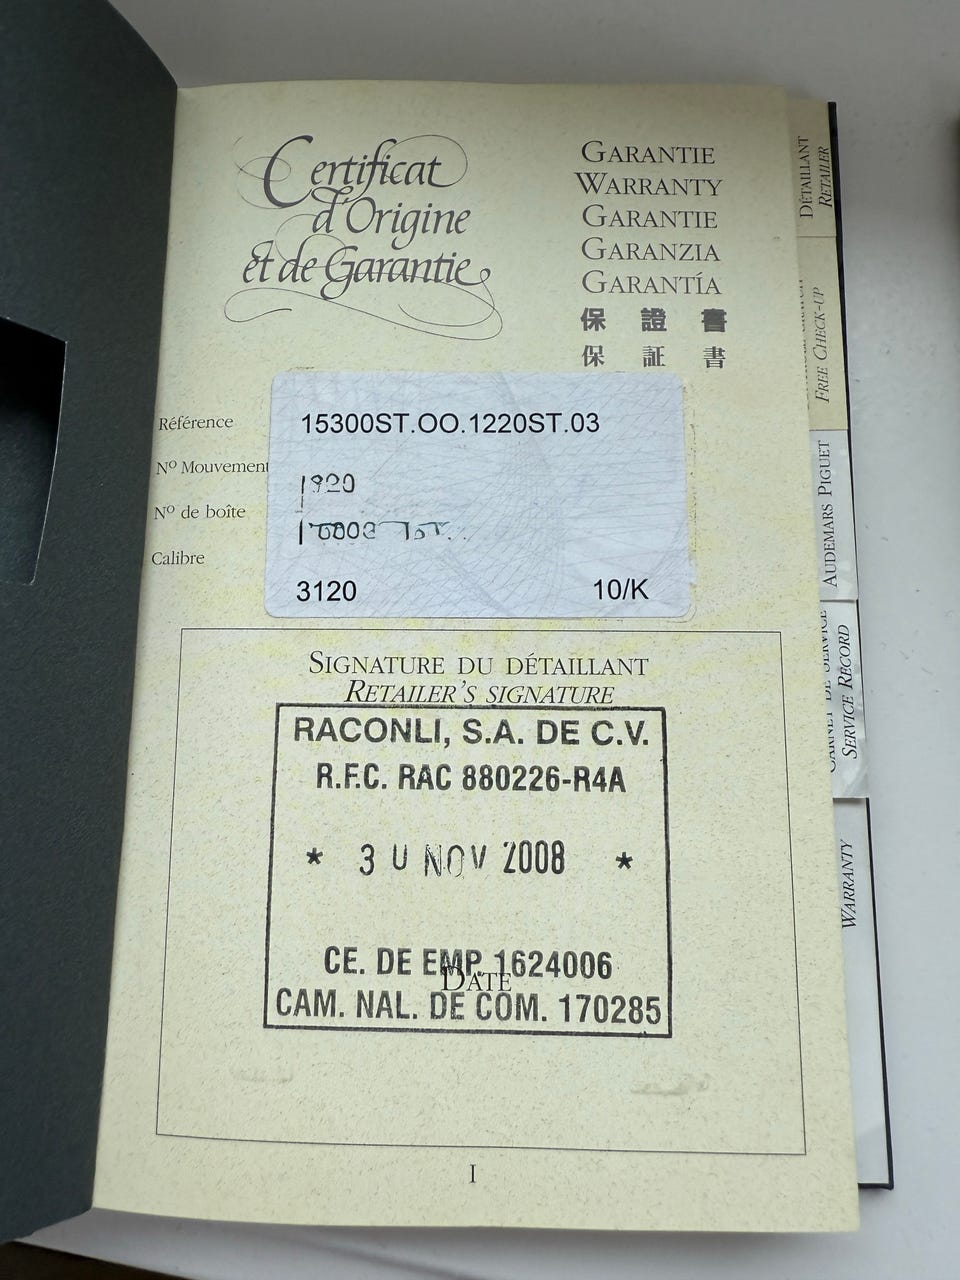 Certificat
d'Origine
et de Garantie
GARANTIE
WARRANTY
GARANTIE
GARANZIA
GARANTÍA
保 證 書
保 証 書
Référence 15300ST.OO.1220ST.03
Nº Mouvement
Nº de boîte
Calibre 3120 10/K
SIGNATURE DU DÉTAILLANT
RETAILER'S SIGNATURE
RACONLI, S.A. DE C.V.
R.F.C. RAC 880226-R4A
* 30 NOV 2008 *
CE. DE EMP. 1624006
DATE
CAM. NAL. DE COM. 170285
I
DÉTAILLANT
RETAILER
FREE CHECK-UP
AUDEMARS PIGUET
CARNET DE SERVICE
SERVICE RECORD
WARRANTY